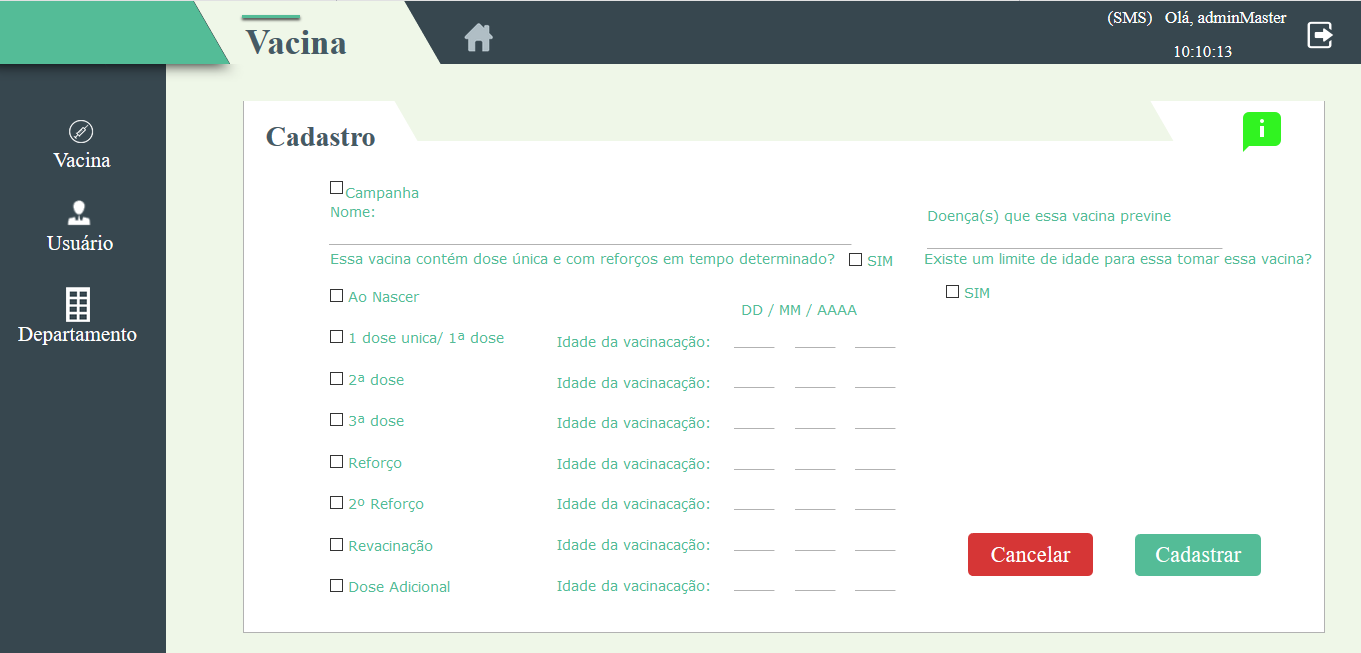 Vacina
(SMS) Olá, adminMaster
10:10:13
Vacina
Usuário
Departamento
Cadastro
i
Campanha
Nome:
Doença(s) que essa vacina previne
Essa vacina contém dose única e com reforços em tempo determinado? SIM
Existe um limite de idade para essa tomar essa vacina?
SIM
Ao Nascer
DD / MM / AAAA
1 dose unica/ 1ª dose Idade da vacinacação:
2ª dose Idade da vacinacação:
3ª dose Idade da vacinacação:
Reforço Idade da vacinacação:
2º Reforço Idade da vacinacação:
Revacinação Idade da vacinacação:
Dose Adicional Idade da vacinacação:
Cancelar Cadastrar